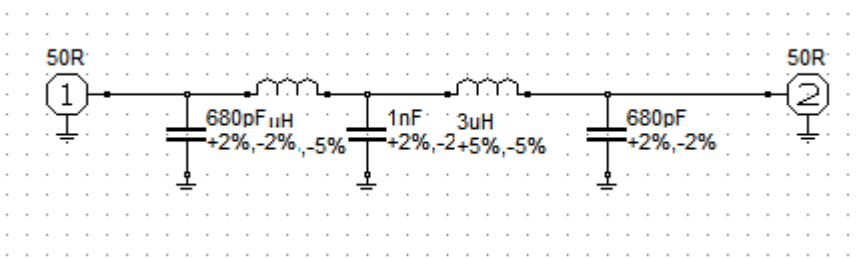 50R
50R
1
2
680pF
uH
1nF
3uH
680pF
+2%,-2%
,-5%
+2%,-2
+5%,-5%
+2%,-2%